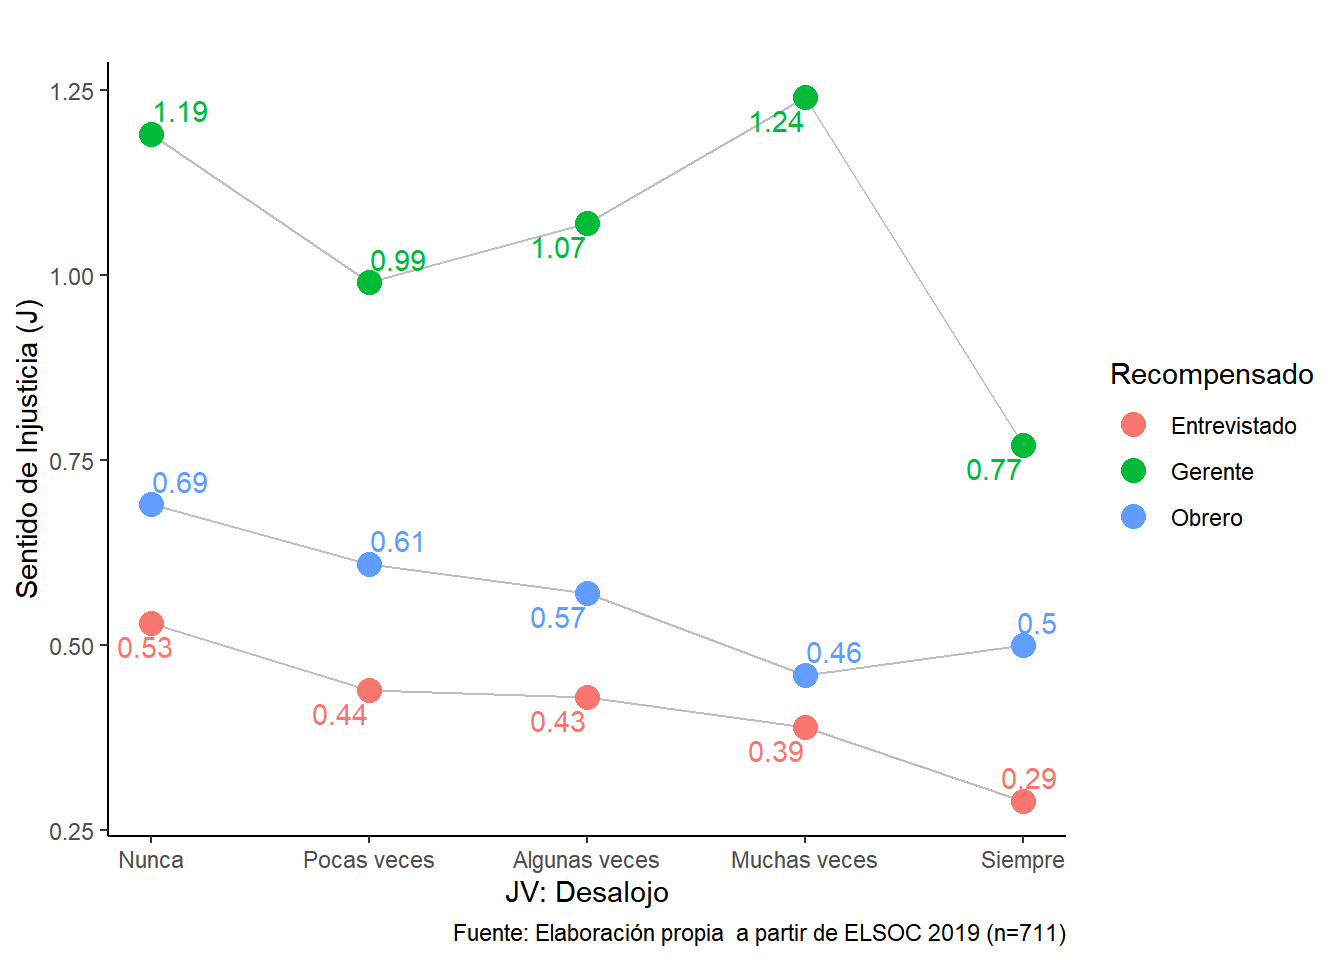 1.25
1.00
0.75
0.50
0.25
Sentido de Injusticia (J)
1.19
0.99
1.07
1.24
0.77
0.69
0.61
0.57
0.46
0.5
0.53
0.44
0.43
0.39
0.29
Nunca
Pocas veces
Algunas veces
Muchas veces
Siempre
JV: Desalojo
Fuente: Elaboración propia  a partir de ELSOC 2019 (n=711)
Recompensado
Entrevistado
Gerente
Obrero